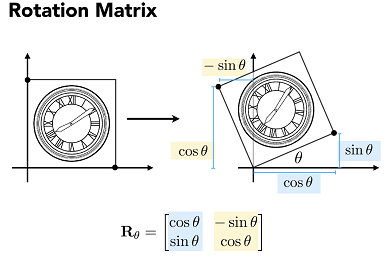 Rotation Matrix
− sin θ
cos θ
θ
sin θ
cos θ
R_θ = [cos θ − sin θ
sin θ cos θ]